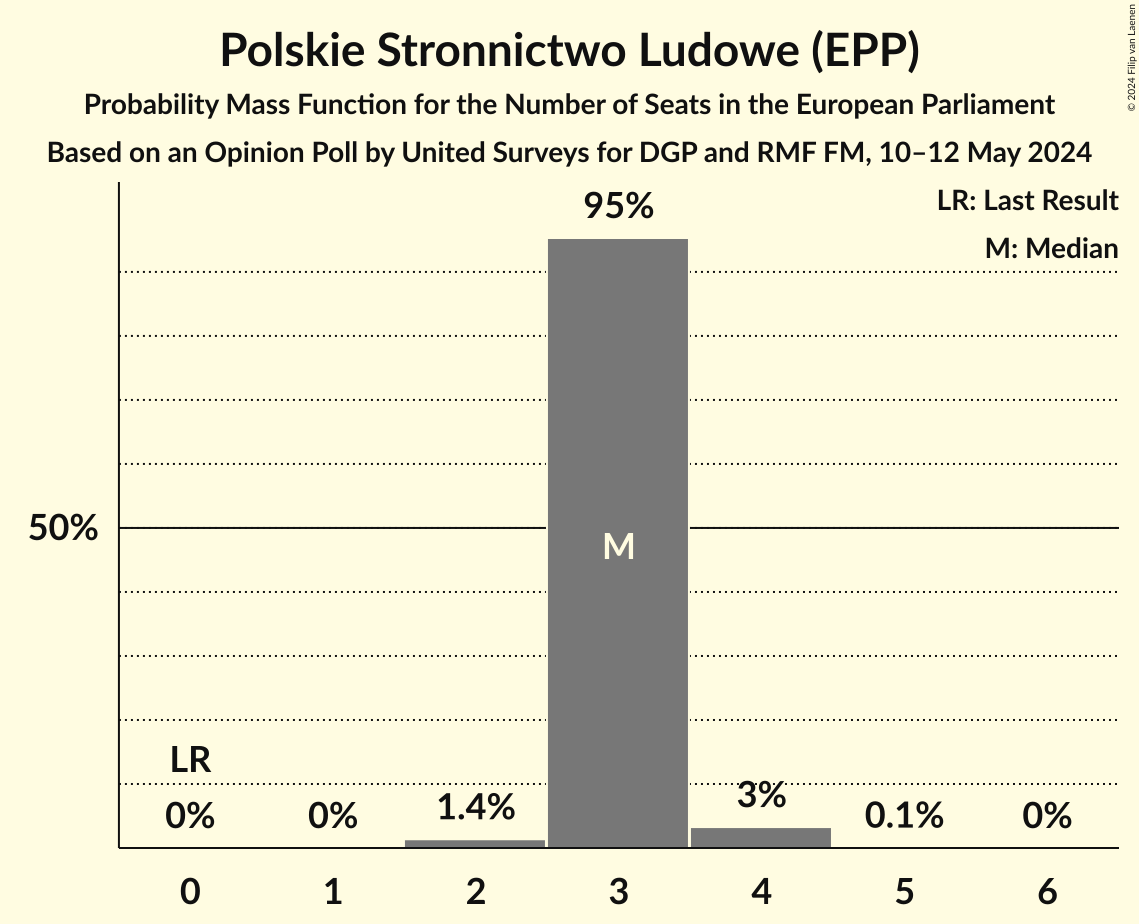 Polskie Stronnictwo Ludowe (EPP)
Probability Mass Function for the Number of Seats in the European Parliament
Based on an Opinion Poll by United Surveys for DGP and RMF FM, 10–12 May 2024
© 2024 Filip van Laenen
LR: Last Result
M: Median
95%
50%
M
LR
0% 0% 1.4% 3% 0.1% 0%
0 1 2 3 4 5 6